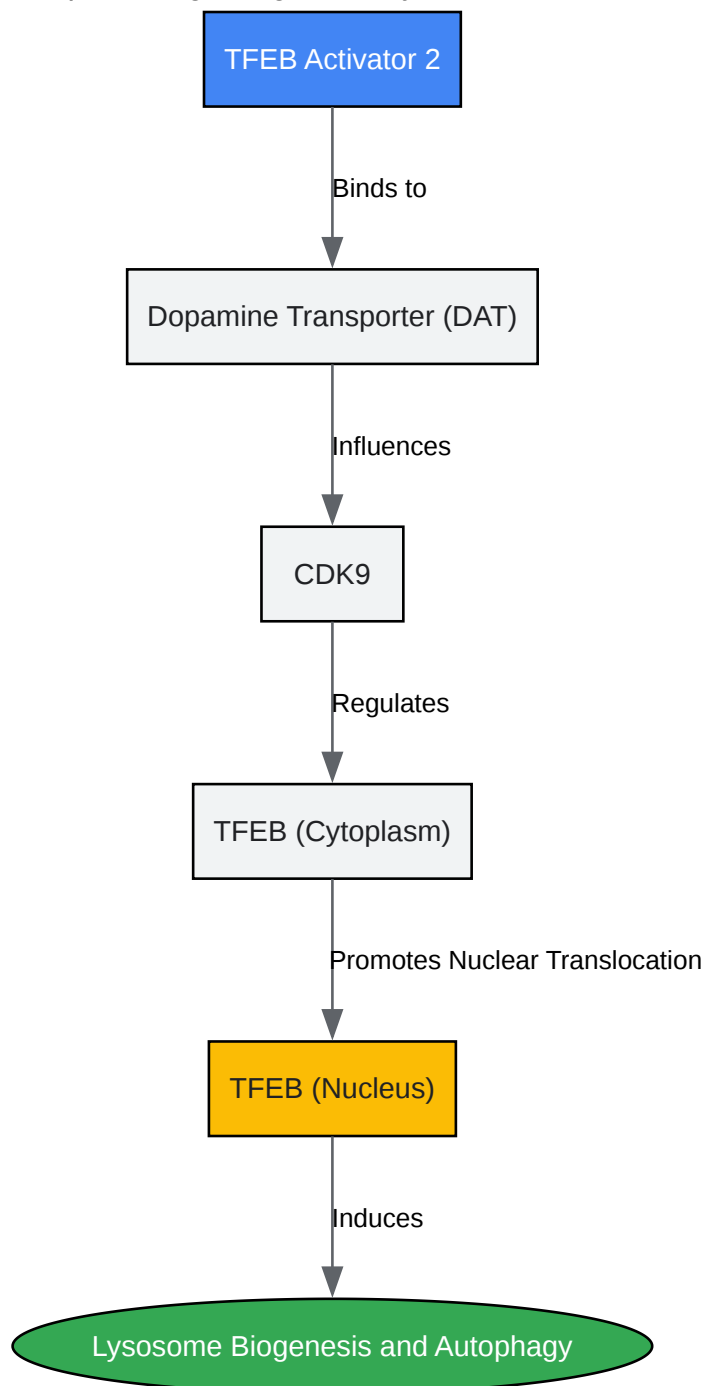 TFEB Activator 2
Binds to
Dopamine Transporter (DAT)
Influences
CDK9
Regulates
TFEB (Cytoplasm)
Promotes Nuclear Translocation
TFEB (Nucleus)
Induces
Lysosome Biogenesis and Autophagy